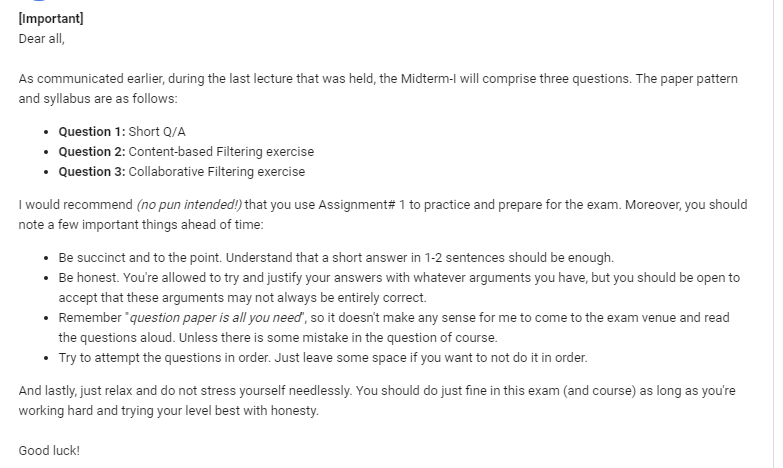 [Important]
Dear all,
As communicated earlier, during the last lecture that was held, the Midterm-I will comprise three questions. The paper pattern
and syllabus are as follows:
• Question 1: Short Q/A
• Question 2: Content-based Filtering exercise
• Question 3: Collaborative Filtering exercise
I would recommend (no pun intended!) that you use Assignment# 1 to practice and prepare for the exam. Moreover, you should
note a few important things ahead of time:
• Be succinct and to the point. Understand that a short answer in 1-2 sentences should be enough.
• Be honest. You're allowed to try and justify your answers with whatever arguments you have, but you should be open to
accept that these arguments may not always be entirely correct.
• Remember "question paper is all you need", so it doesn't make any sense for me to come to the exam venue and read
the questions aloud. Unless there is some mistake in the question of course.
• Try to attempt the questions in order. Just leave some space if you want to not do it in order.
And lastly, just relax and do not stress yourself needlessly. You should do just fine in this exam (and course) as long as you're
working hard and trying your level best with honesty.
Good luck!